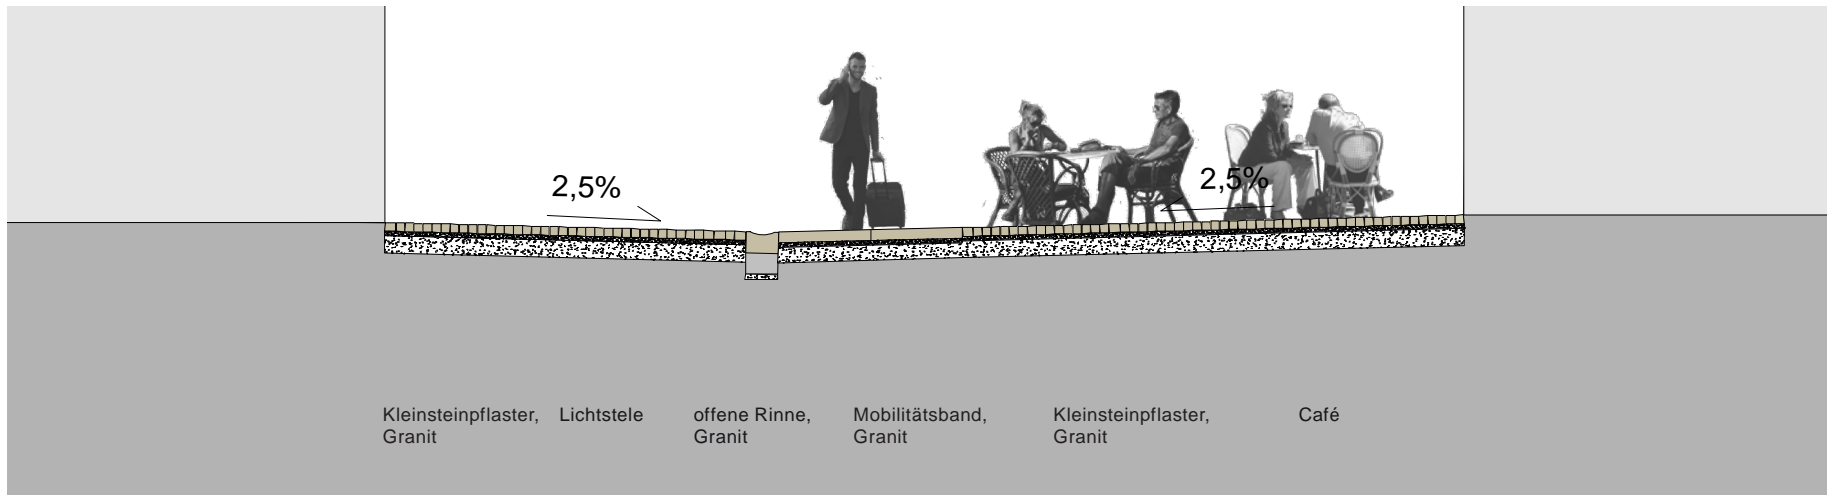 2,5%
2,5%
Kleinsteinpflaster,
Granit
Lichtstele
offene Rinne,
Granit
Mobilitätsband,
Granit
Kleinsteinpflaster,
Granit
Café